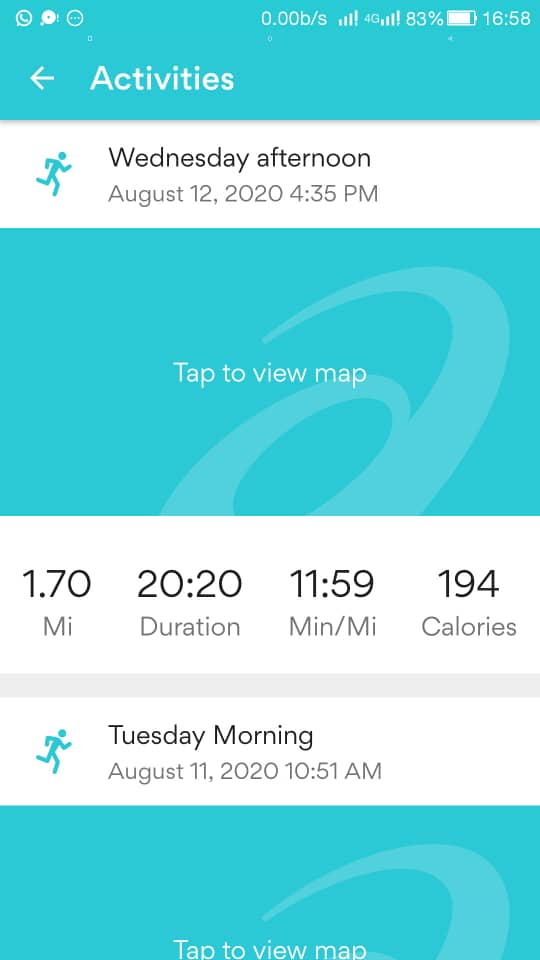 0.00b/s 4G 83% 16:58
Activities
Wednesday afternoon
August 12, 2020 4:35 PM
Tap to view map
1.70 20:20 11:59 194
Mi Duration Min/Mi Calories
Tuesday Morning
August 11, 2020 10:51 AM
Tap to view map